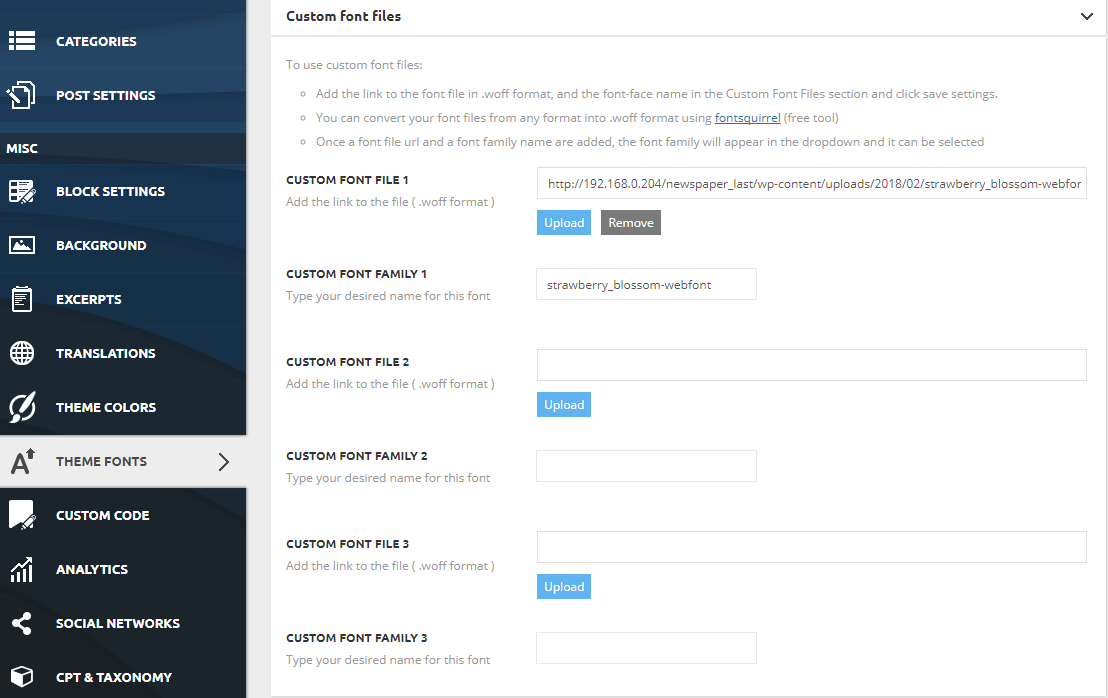 CATEGORIES
POST SETTINGS
MISC
BLOCK SETTINGS
BACKGROUND
EXCERPTS
TRANSLATIONS
THEME COLORS
THEME FONTS
CUSTOM CODE
ANALYTICS
SOCIAL NETWORKS
CPT & TAXONOMY
Custom font files
To use custom font files:
Add the link to the font file in .woff format, and the font-face name in the Custom Font Files section and click save settings.
You can convert your font files from any format into .woff format using fontsquirrel (free tool)
Once a font file url and a font family name are added, the font family will appear in the dropdown and it can be selected
CUSTOM FONT FILE 1
Add the link to the file ( .woff format )
http://192.168.0.204/newspaper_last/wp-content/uploads/2018/02/strawberry_blossom-webfor
Upload Remove
CUSTOM FONT FAMILY 1
Type your desired name for this font
strawberry_blossom-webfont
CUSTOM FONT FILE 2
Add the link to the file ( .woff format )
Upload
CUSTOM FONT FAMILY 2
Type your desired name for this font
CUSTOM FONT FILE 3
Add the link to the file ( .woff format )
Upload
CUSTOM FONT FAMILY 3
Type your desired name for this font